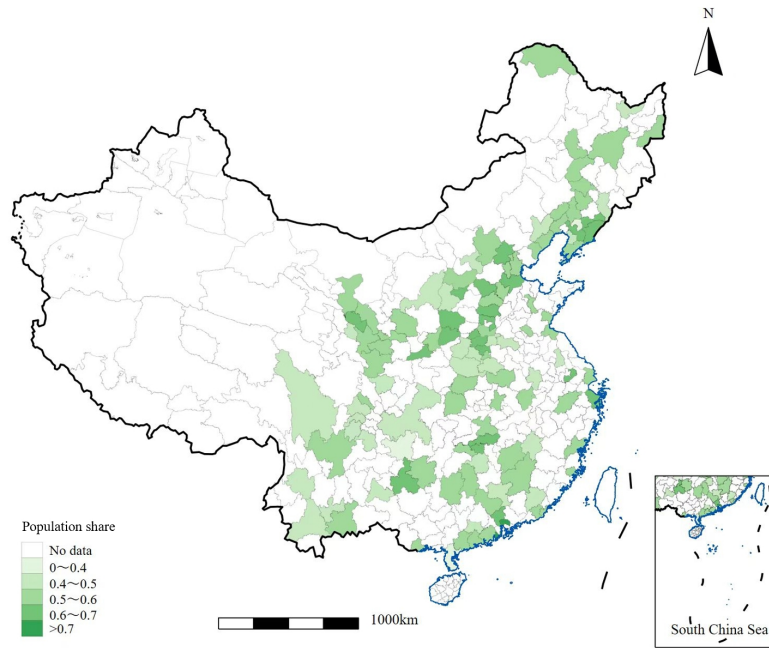 N
Population share
No data
0～0.4
0.4～0.5
0.5～0.6
0.6～0.7
>0.7
1000km
South China Sea